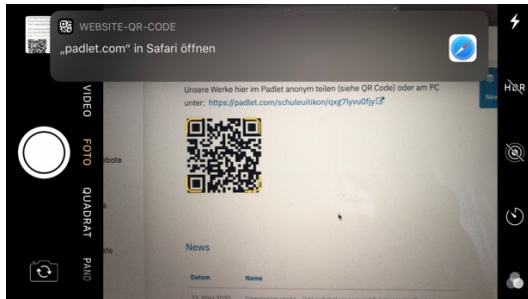 WEBSITE-QR-CODE
„padlet.com“ in Safari öffnen
Unsere Werke hier im Padlet anonym teilen (siehe QR Code) oder am PC
unter: https://padlet.com/schuleuitikon/qxg7lyvu0fjy
HDR
VIDEO
FOTO
QUADRAT
PANO
ebote
News
Datum Name